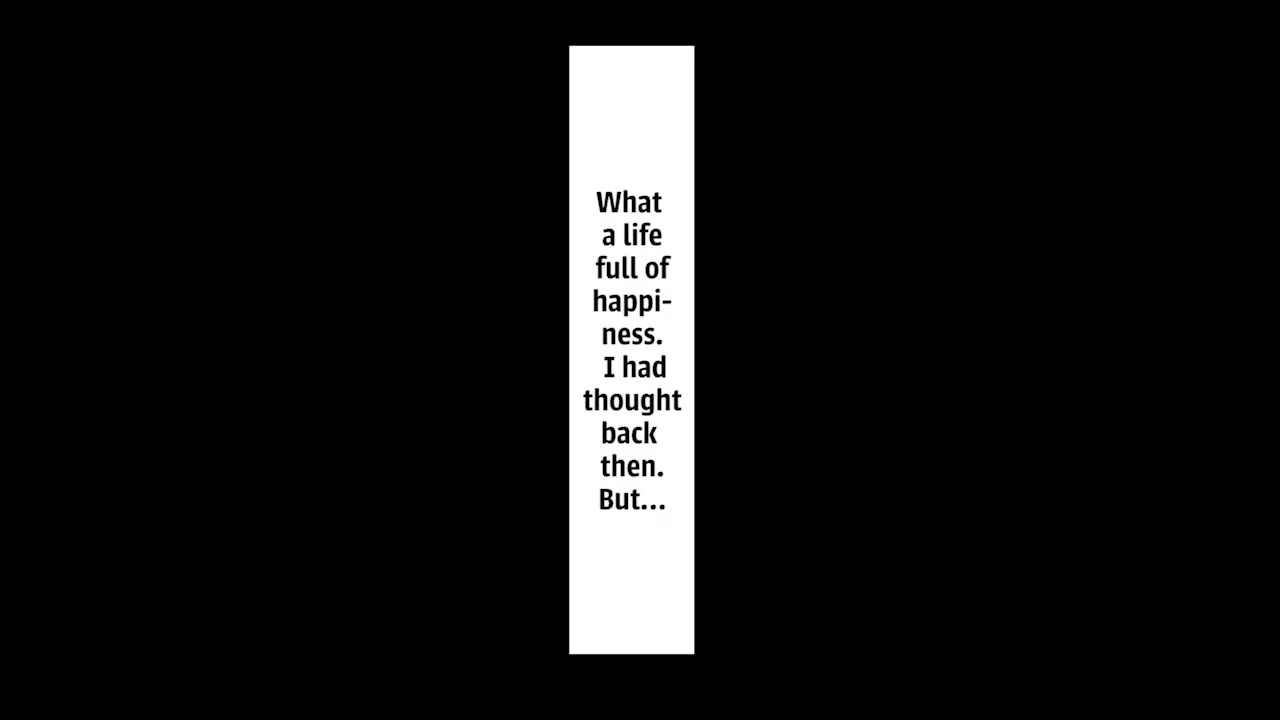 What
a life
full of
happi-
ness.
I had
thought
back
then.
But...